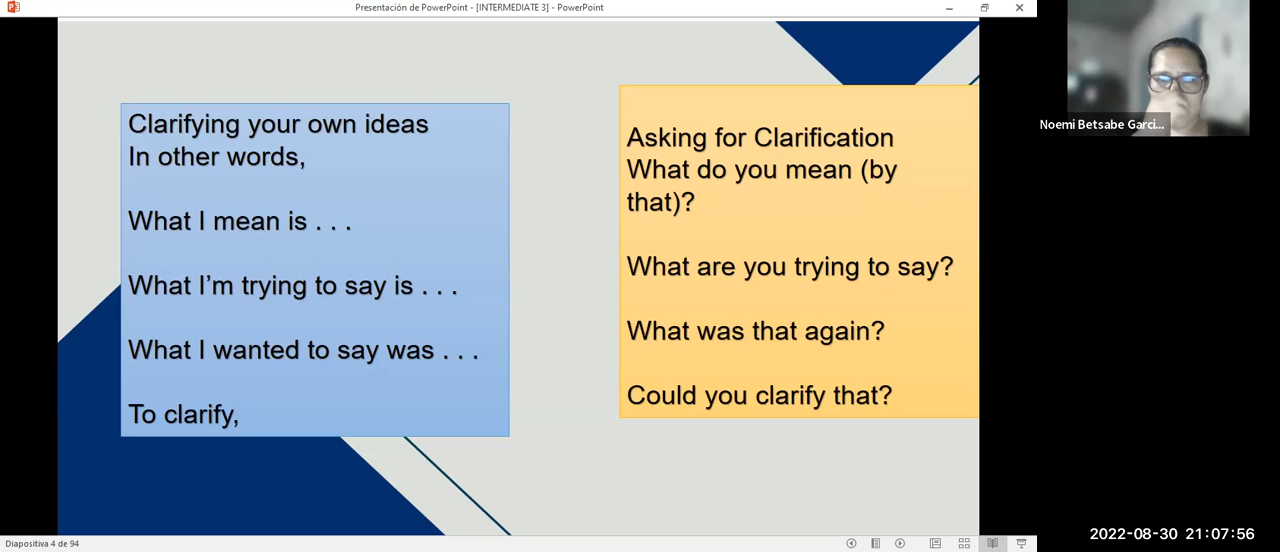 Presentación de PowerPoint - [INTERMEDIATE 3] - PowerPoint
Clarifying your own ideas
In other words,
What I mean is . . .
What I'm trying to say is . . .
What I wanted to say was . . .
To clarify,
Asking for Clarification
What do you mean (by
that)?
What are you trying to say?
What was that again?
Could you clarify that?
Noemi Betsabe Garci...
Diapositiva 4 de 94
2022-08-30 21:07:56